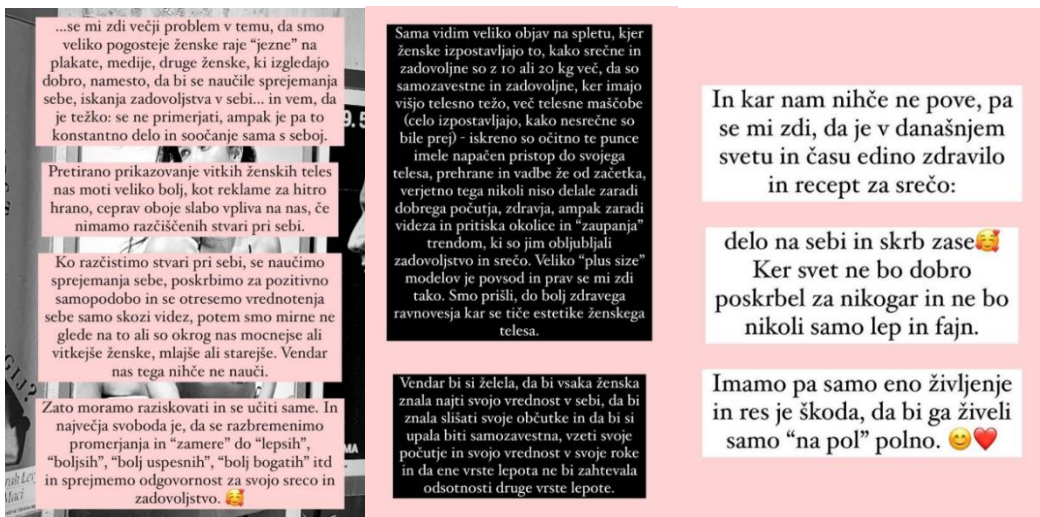 ...se mi zdi večji problem v temu, da smo
veliko pogosteje ženske raje “jezne” na
plakate, medije, druge ženske, ki izgledajo
dobro, namesto, da bi se naučile sprejemanja
sebe, iskanja zadovoljstva v sebi... in vem, da
je težko: se ne primerjati, ampak je pa to
konstantno delo in soočanje sama s seboj.
Pretirano prikazovanje vitkih ženskih teles
nas moti veliko bolj, kot reklame za hitro
hrano, ceprav oboje slabo vpliva na nas, če
nimamo razčiščenih stvari pri sebi.
Ko razčistimo stvari pri sebi, se naučimo
sprejemanja sebe, poskrbimo za pozitivno
samopodobo in se otresemo vrednotenja
sebe samo skozi videz, potem smo mirne ne
glede na to ali so okrog nas mocnejse ali
vitkejše ženske, mlajše ali starejše. Vendar
nas tega nihče ne nauči.
Zato moramo raziskovati in se učiti same. In
največja svoboda je, da se razbremenimo
promerjanja in “zamere” do “lepsih”,
“boljsih”, “bolj uspesnih”, “bolj bogatih” itd
in sprejmemo odgovornost za svojo sreco in
zadovoljstvo. 🥰
9.5
GIJ?
MA
Maci
Sama vidim veliko objav na spletu, kjer
ženske izpostavljajo to, kako srečne in
zadovoljne so z 10 ali 20 kg več, da so
samozavestne in zadovoljne, ker imajo
višjo telesno težo, več telesne maščobe
(celo izpostavljajo, kako nesrečne so
bile prej) - iskreno so očitno te punce
imele napačen pristop do svojega
telesa, prehrane in vadbe že od začetka,
verjetno tega nikoli niso delale zaradi
dobrega počutja, zdravja, ampak zaradi
videza in pritiska okolice in “zaupanja”
trendom, ki so jim obljubljali
zadovoljstvo in srečo. Veliko “plus size”
modelov je povsod in prav se mi zdi
tako. Smo prišli, do bolj zdravega
ravnovesja kar se tiče estetike ženskega
telesa.
Vendar bi si želela, da bi vsaka ženska
znala najti svojo vrednost v sebi, da bi
znala slišati svoje občutke in da bi si
upala biti samozavestna, vzeti svoje
počutje in svojo vrednost v svoje roke
in da ene vrste lepota ne bi zahtevala
odsotnosti druge vrste lepote.
In kar nam nihče ne pove, pa
se mi zdi, da je v današnjem
svetu in času edino zdravilo
in recept za srečo:
delo na sebi in skrb zase🥰
Ker svet ne bo dobro
poskrbel za nikogar in ne bo
nikoli samo lep in fajn.
Imamo pa samo eno življenje
in res je škoda, da bi ga živeli
samo “na pol” polno. 😊❤️